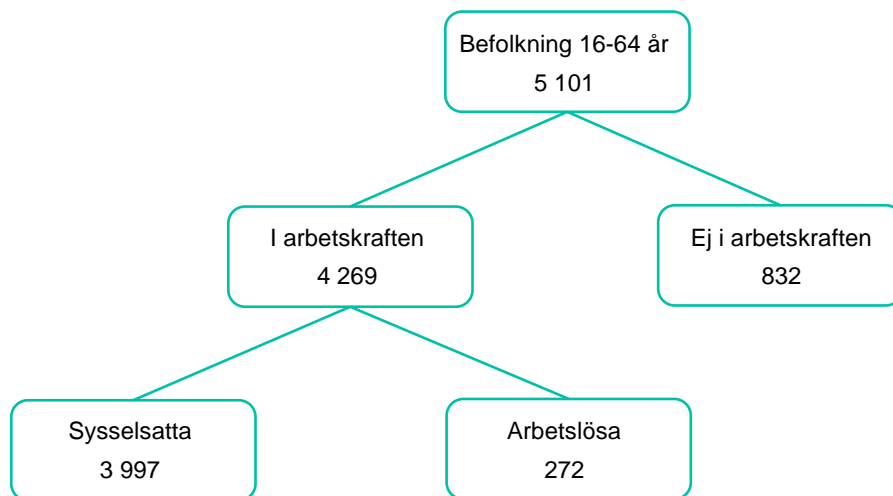 Befolkning 16-64 år
5 101
I arbetskraften
4 269
Ej i arbetskraften
832
Sysselsatta
3 997
Arbetslösa
272